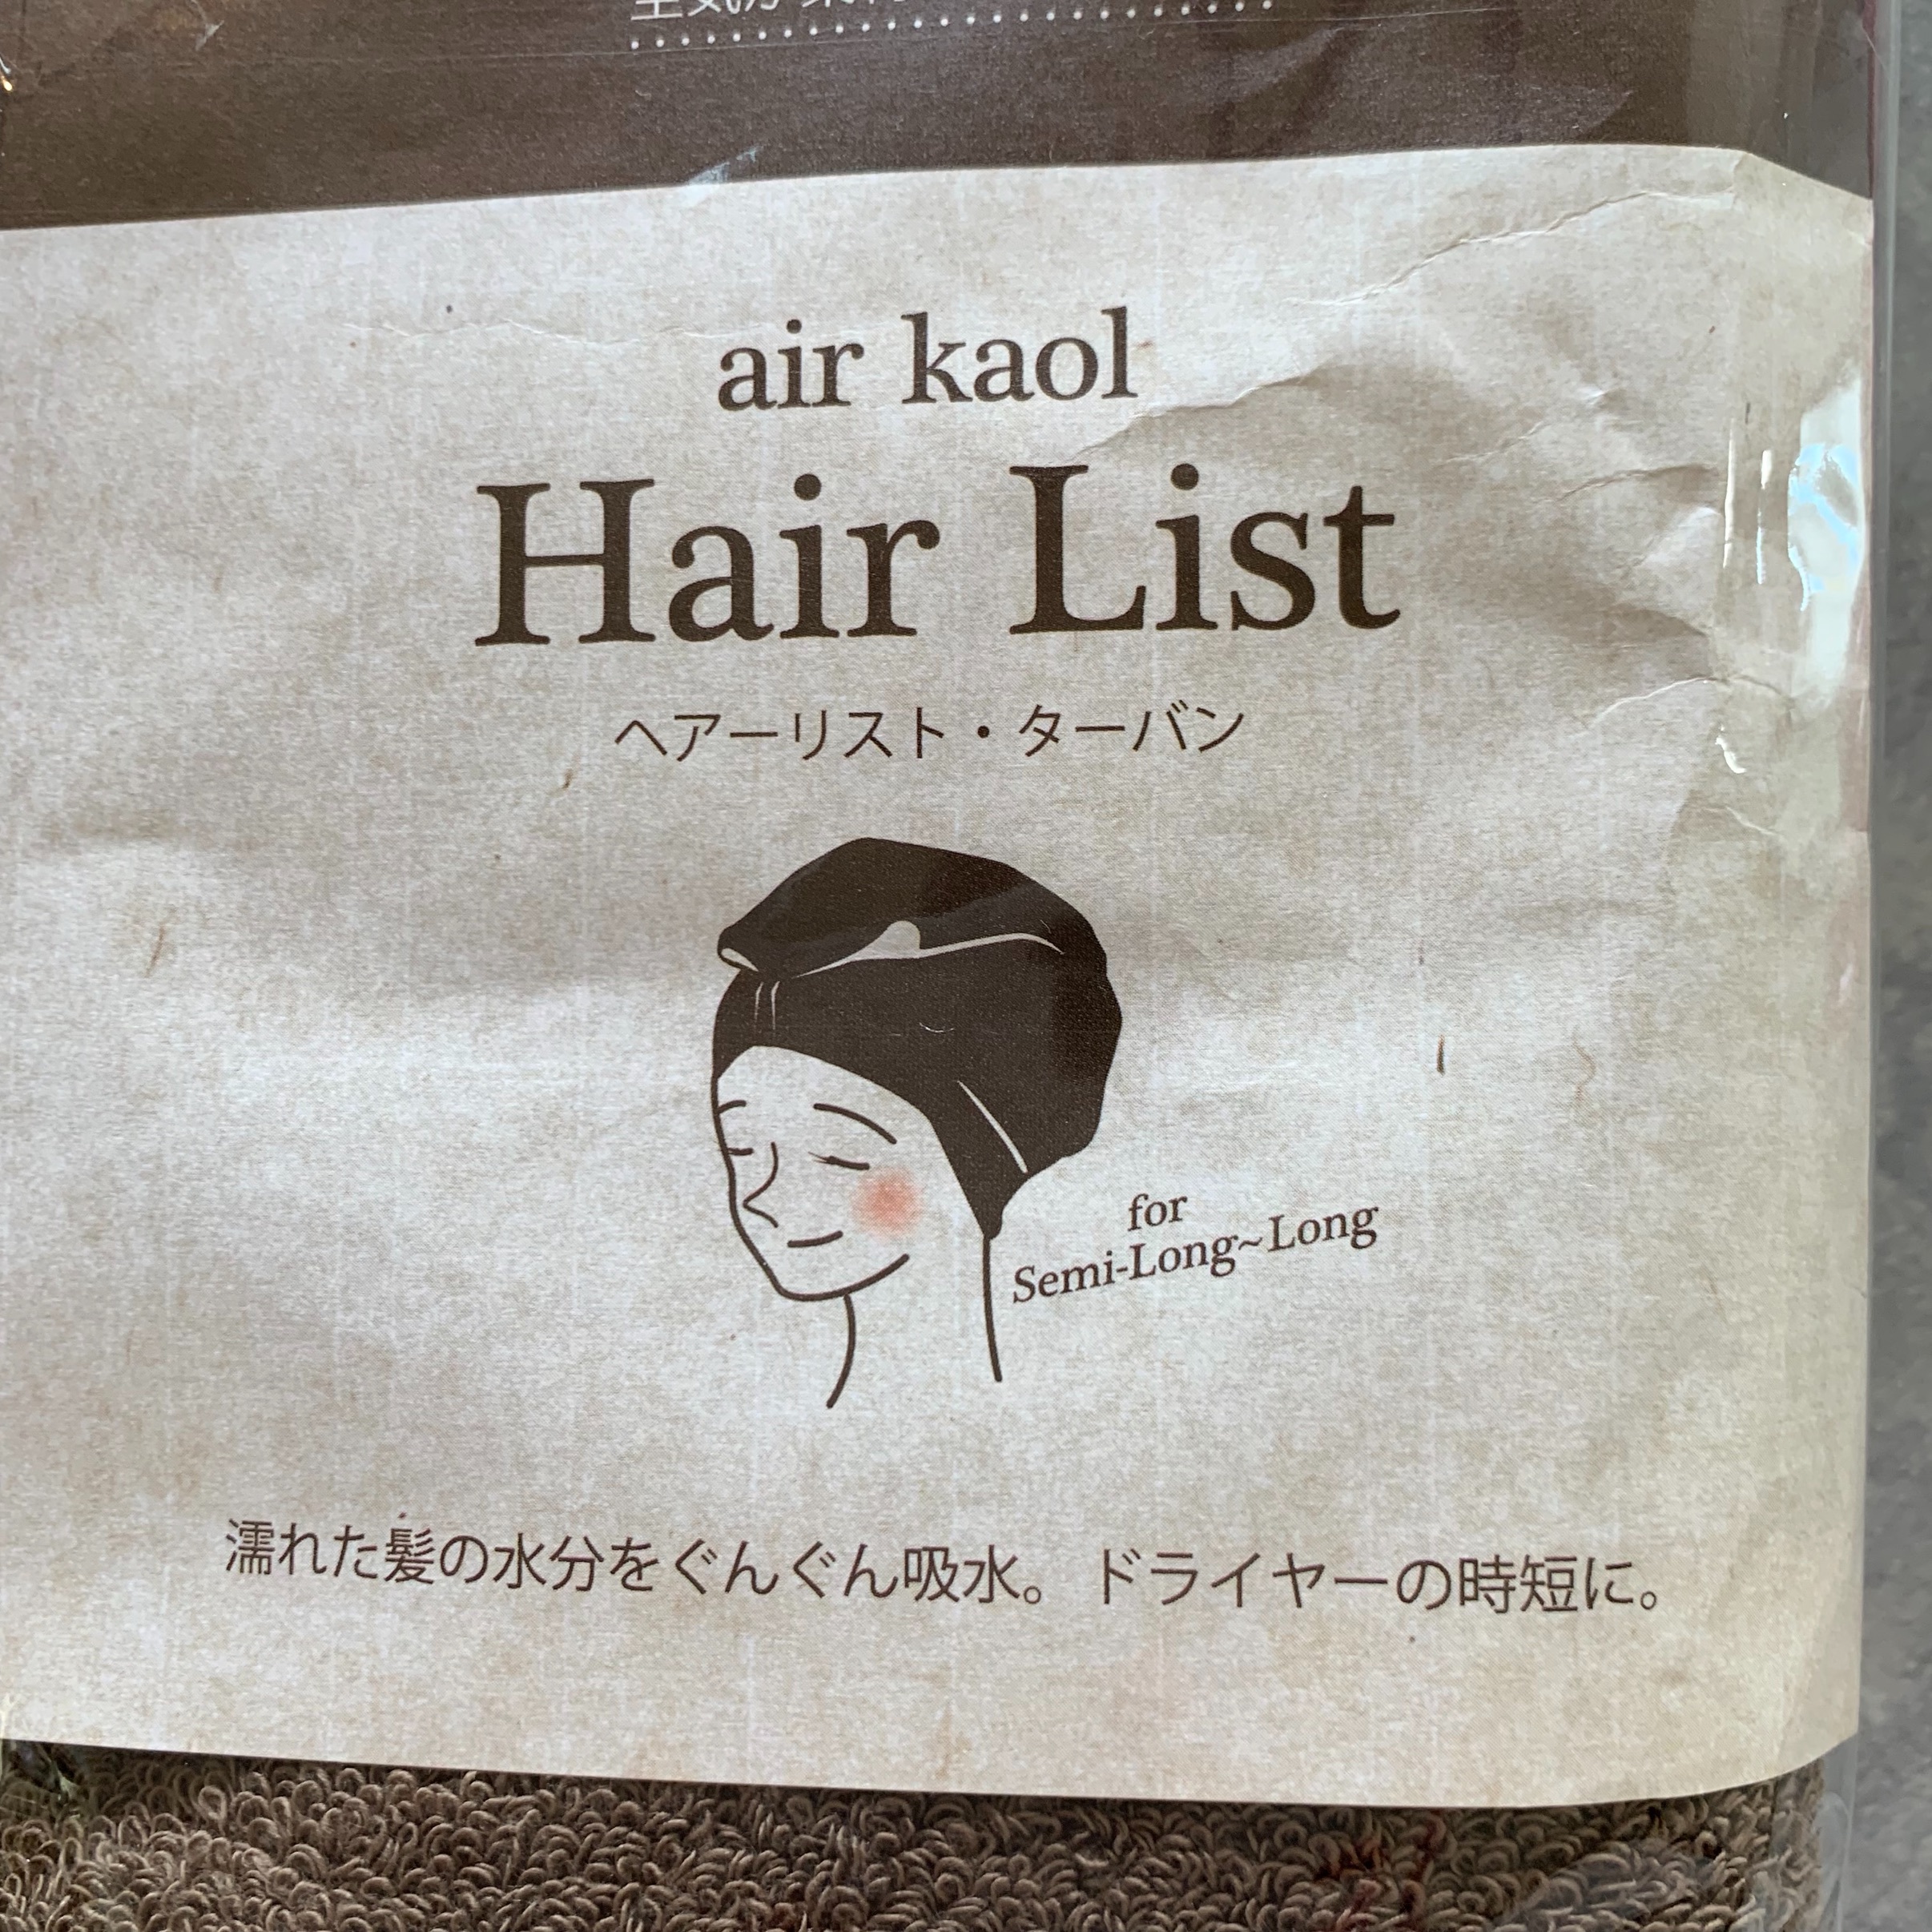 air kaol
Hair List
ヘアーリスト・ターバン
for
Semi-Long~Long
濡れた髪の水分をぐんぐん吸水。ドライヤーの時短に。